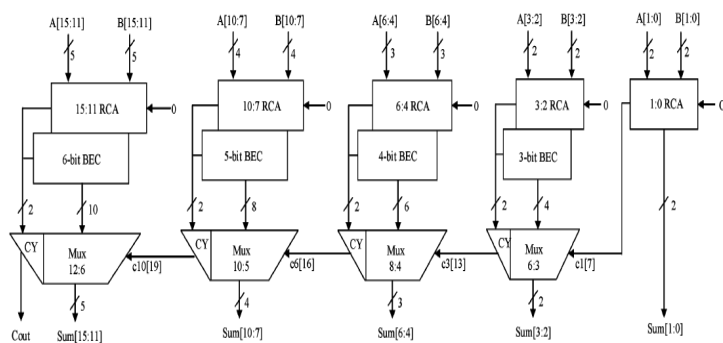 A[15:11] B[15:11] A[10:7] B[10:7] A[6:4] B[6:4] A[3:2] B[3:2] A[1:0] B[1:0]
5 5 4 4 3 3 2 2 2 2
15:11 RCA 0 10:7 RCA 0 6:4 RCA 0 3:2 RCA 0 1:0 RCA
6-bit BEC 5-bit BEC 4-bit BEC 3-bit BEC
2 10 2 8 2 6 2 4 2
CY Mux 12:6 c10[19] CY Mux 10:5 c6[16] CY Mux 8:4 c3[13] CY Mux 6:3 c1[7]
5 4 3 2
Cout Sum[15:11] Sum[10:7] Sum[6:4] Sum[3:2] Sum[1:0]